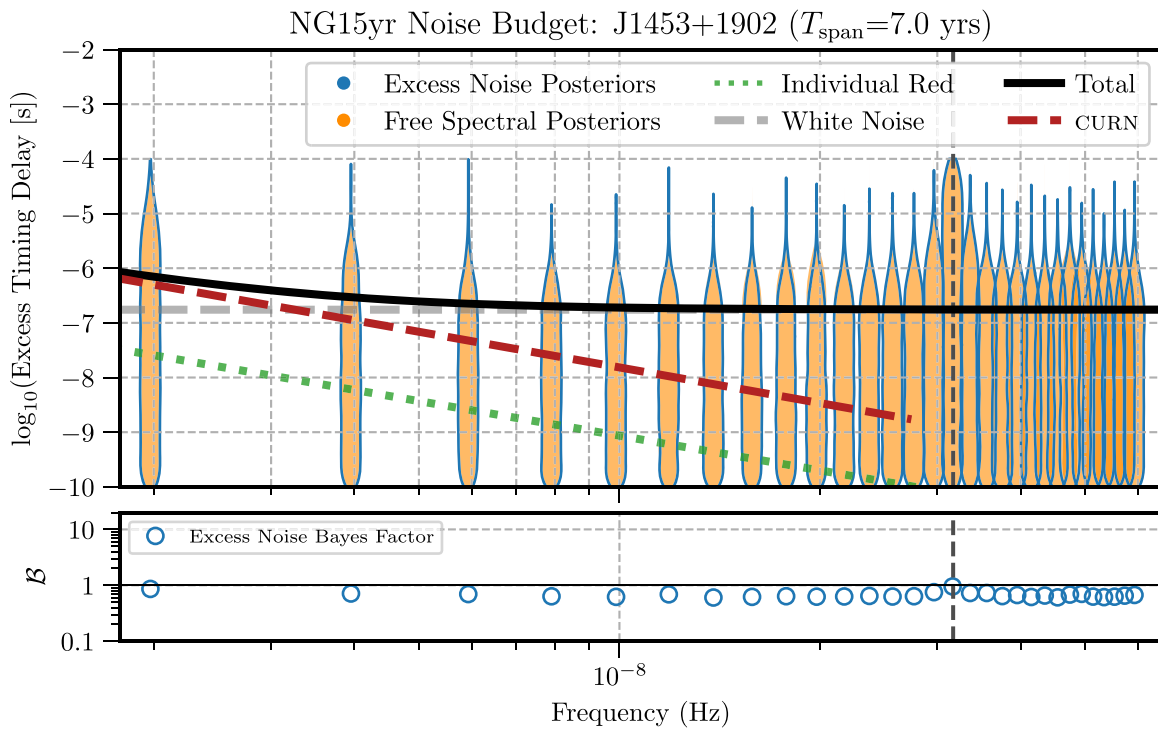 NG15yr Noise Budget: J1453+1902 (Tspan=7.0 yrs)
Excess Noise Posteriors
Free Spectral Posteriors
Individual Red
White Noise
Total
CURN
log10(Excess Timing Delay [s])
−2
−3
−4
−5
−6
−7
−8
−9
−10
Excess Noise Bayes Factor
B
10
1
0.1
10−8
Frequency (Hz)